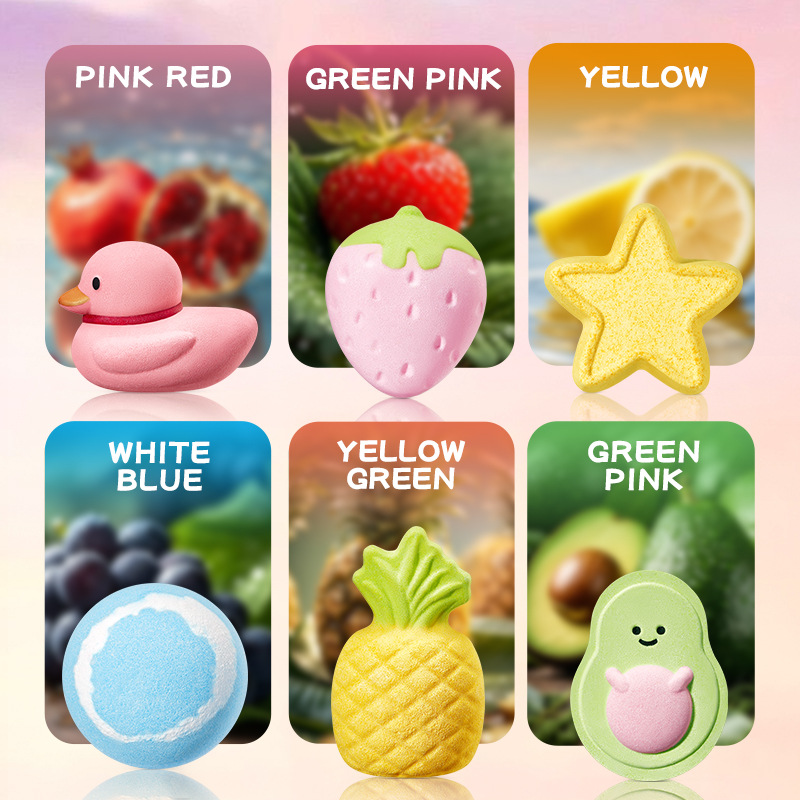 PINK RED
GREEN PINK
YELLOW
WHITE
BLUE
YELLOW
GREEN
GREEN
PINK